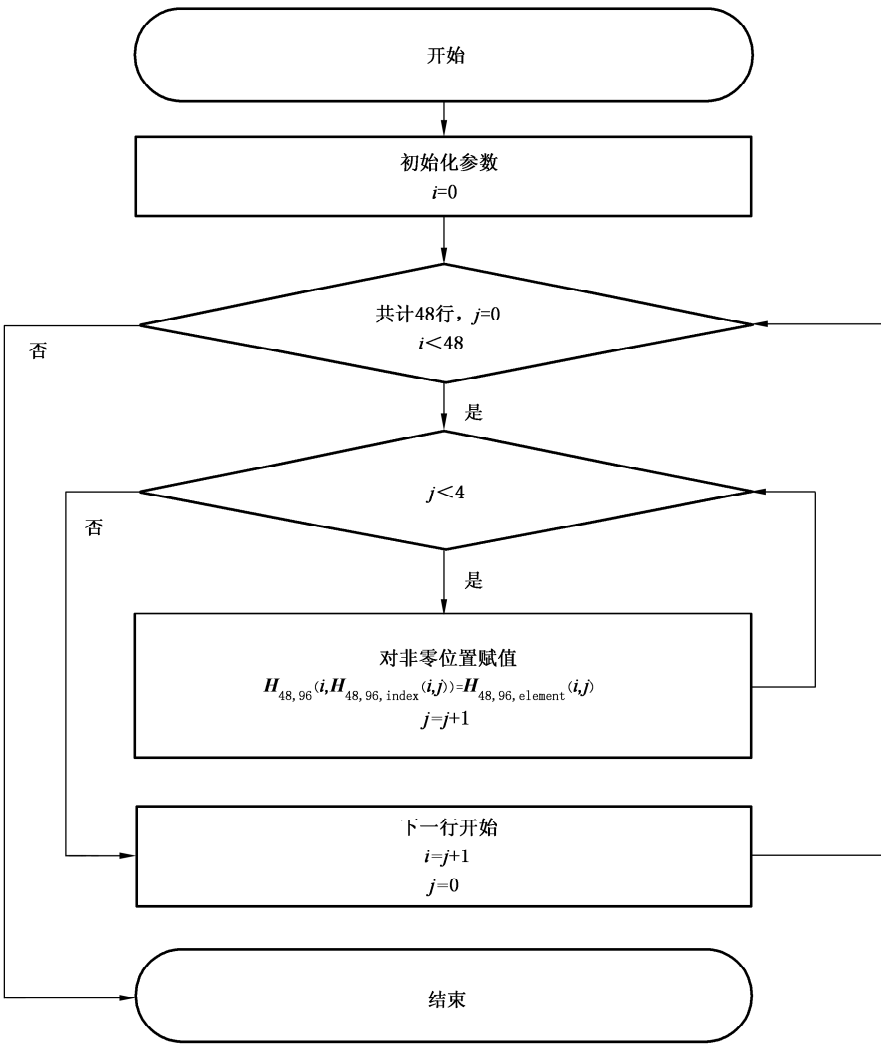 开始
初始化参数
i=0
共计48行，j=0
i＜48
否
是
j＜4
否
是
对非零位置赋值
H48,96(i,H48,96,index(i,j))=H48,96,element(i,j)
j=j+1
下一行开始
i=j+1
j=0
结束